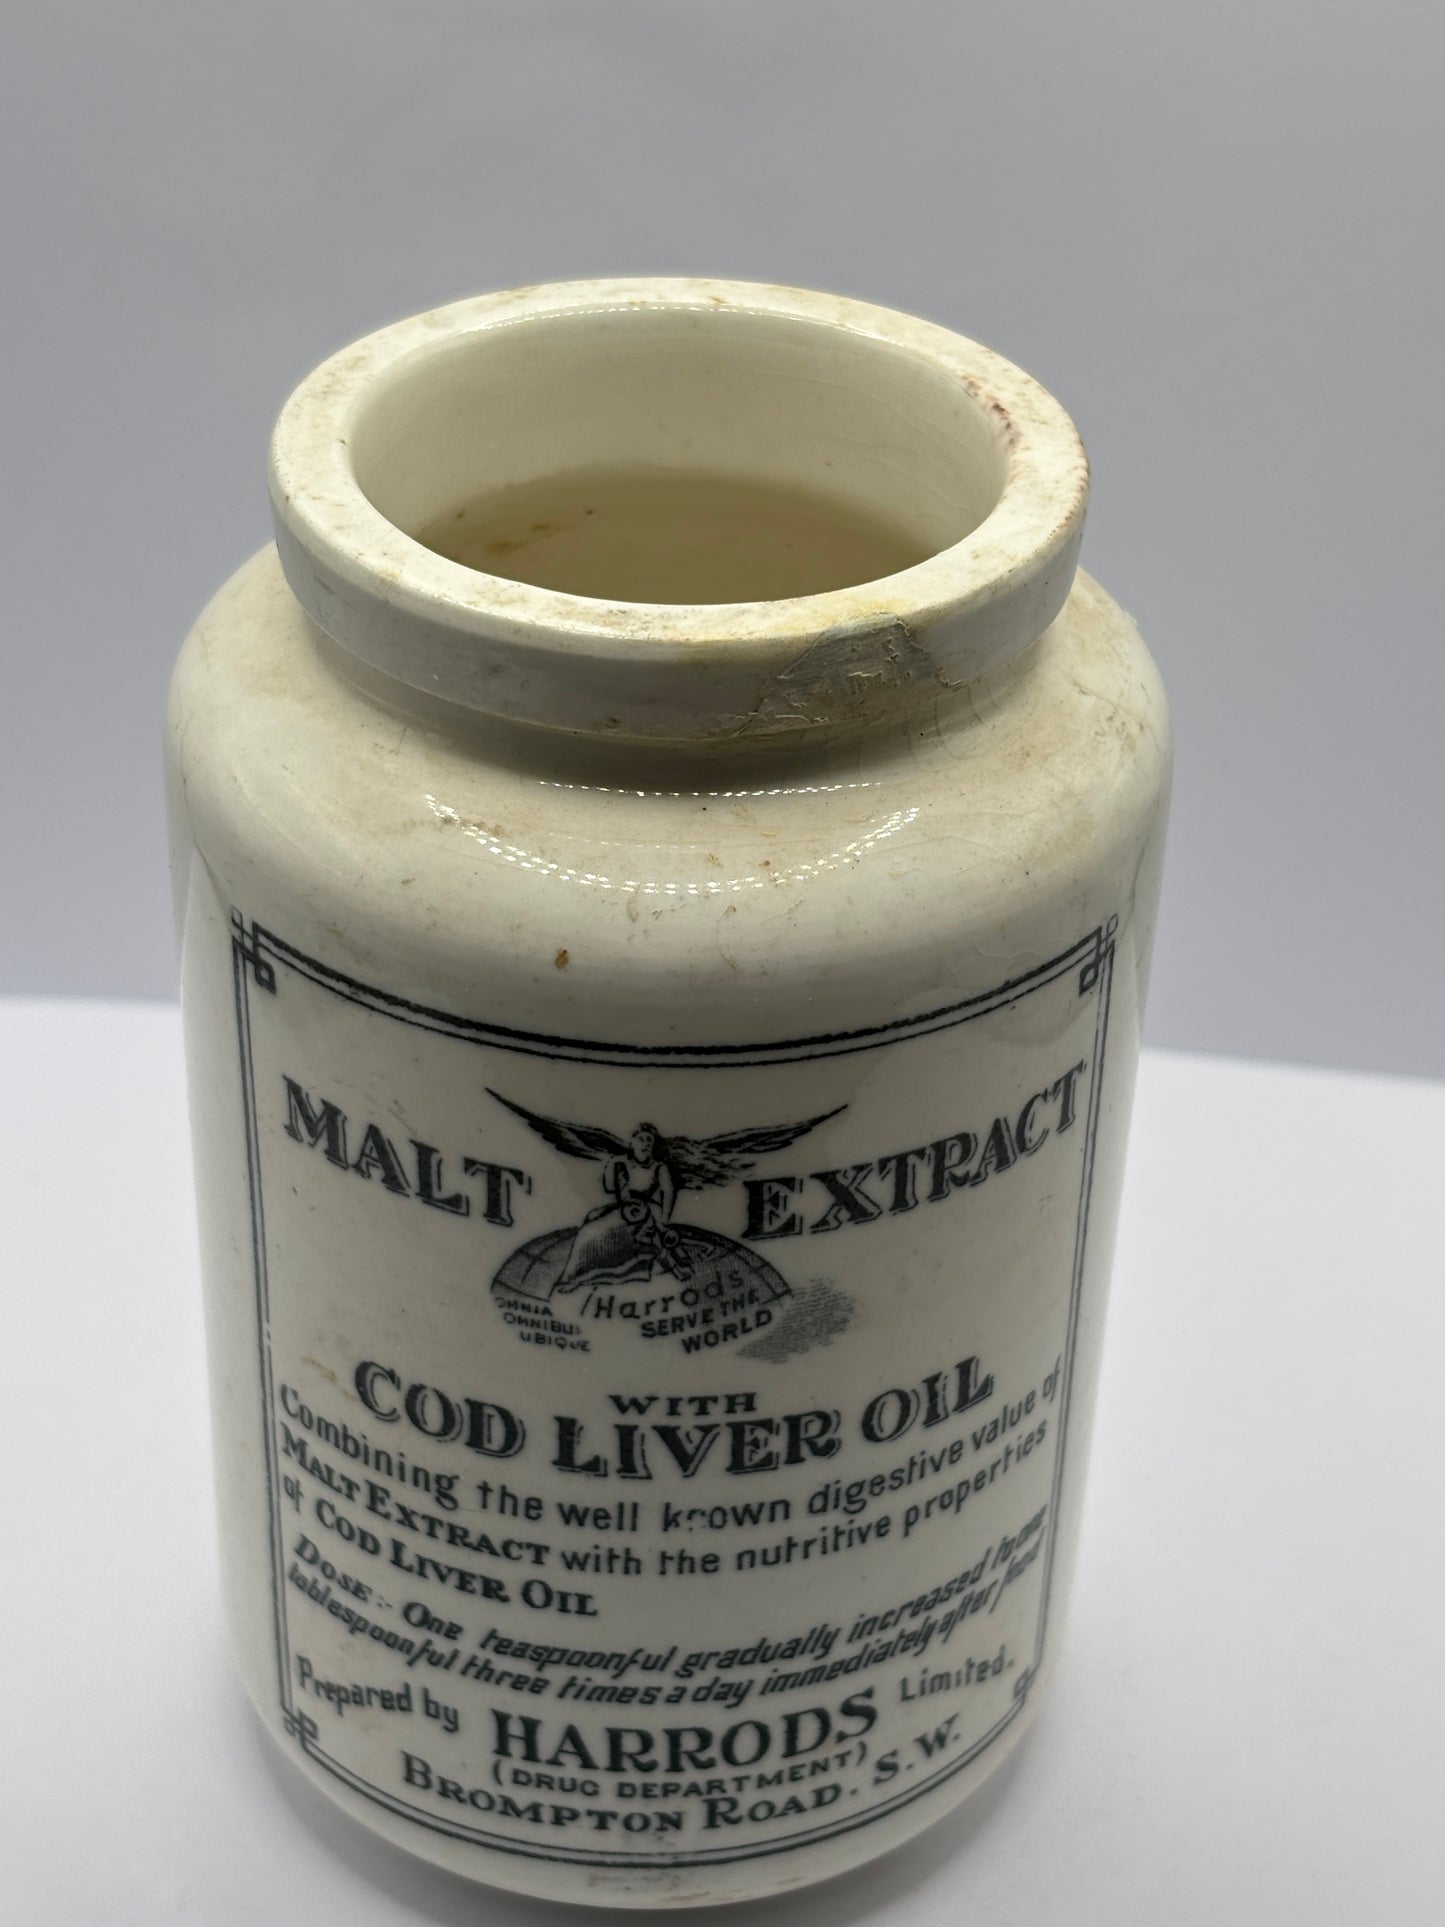 MALT EXTRACT
OMNIA
OMNIBUS
UBIQUE
Harrods
SERVE THE
WORLD
WITH
COD LIVER OIL
Combining the well known digestive value of
MALT EXTRACT with the nutritive properties
of COD LIVER OIL
DOSE:- One teaspoonful gradually increased to one
tablespoonful three times a day immediately after food
Prepared by HARRODS Limited.
(DRUG DEPARTMENT)
BROMPTON ROAD. S.W.